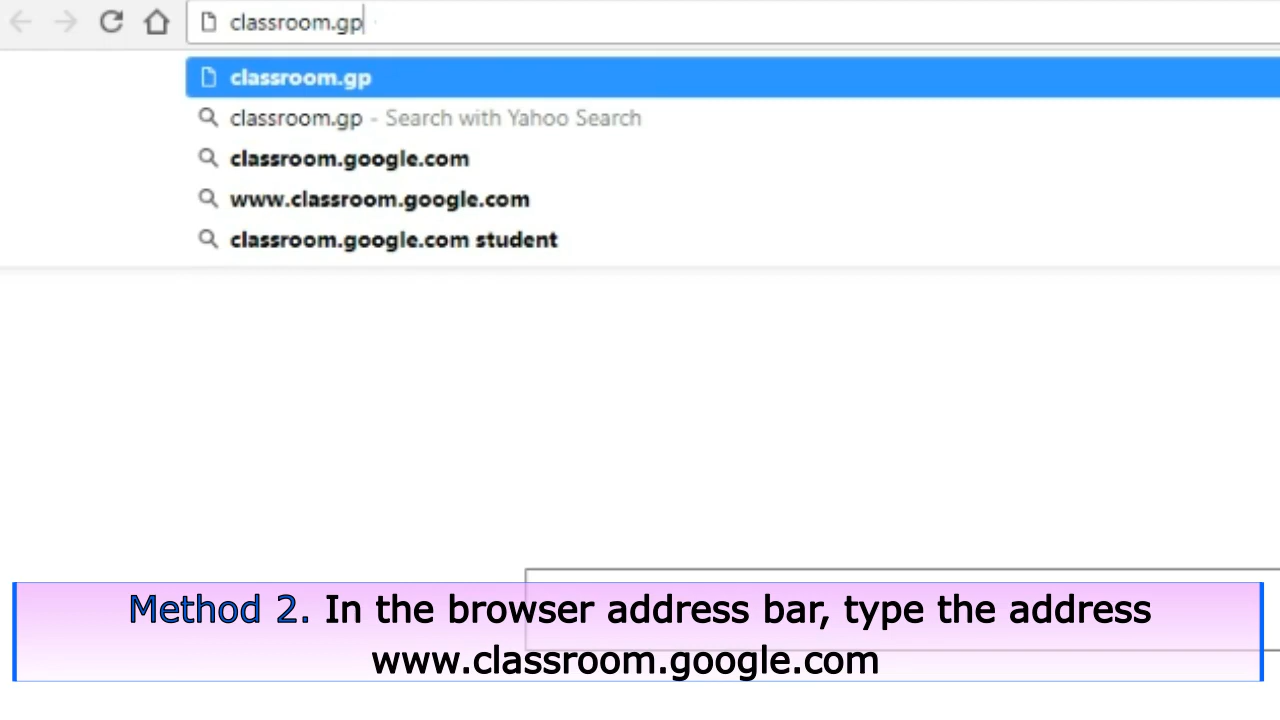 classroom.gp
classroom.gp
classroom.gp - Search with Yahoo Search
classroom.google.com
www.classroom.google.com
classroom.google.com student
Method 2. In the browser address bar, type the address
www.classroom.google.com